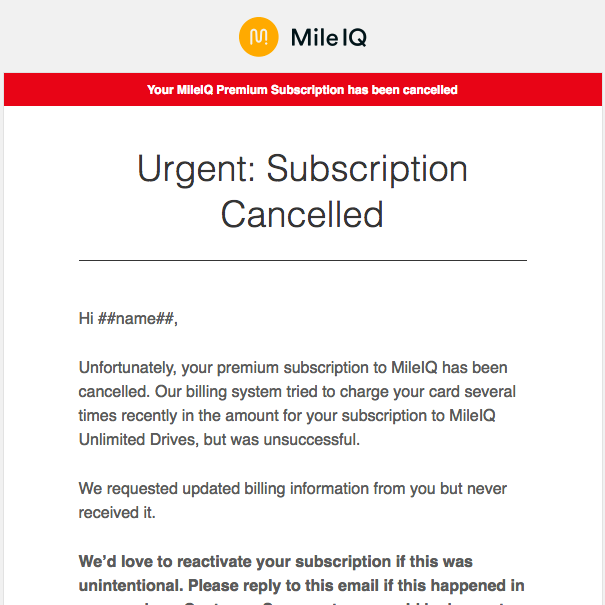 Mile IQ
Your MileIQ Premium Subscription has been cancelled
Urgent: Subscription
Cancelled
Hi ##name##,
Unfortunately, your premium subscription to MileIQ has been
cancelled. Our billing system tried to charge your card several
times recently in the amount for your subscription to MileIQ
Unlimited Drives, but was unsuccessful.
We requested updated billing information from you but never
received it.
We'd love to reactivate your subscription if this was
unintentional. Please reply to this email if this happened in